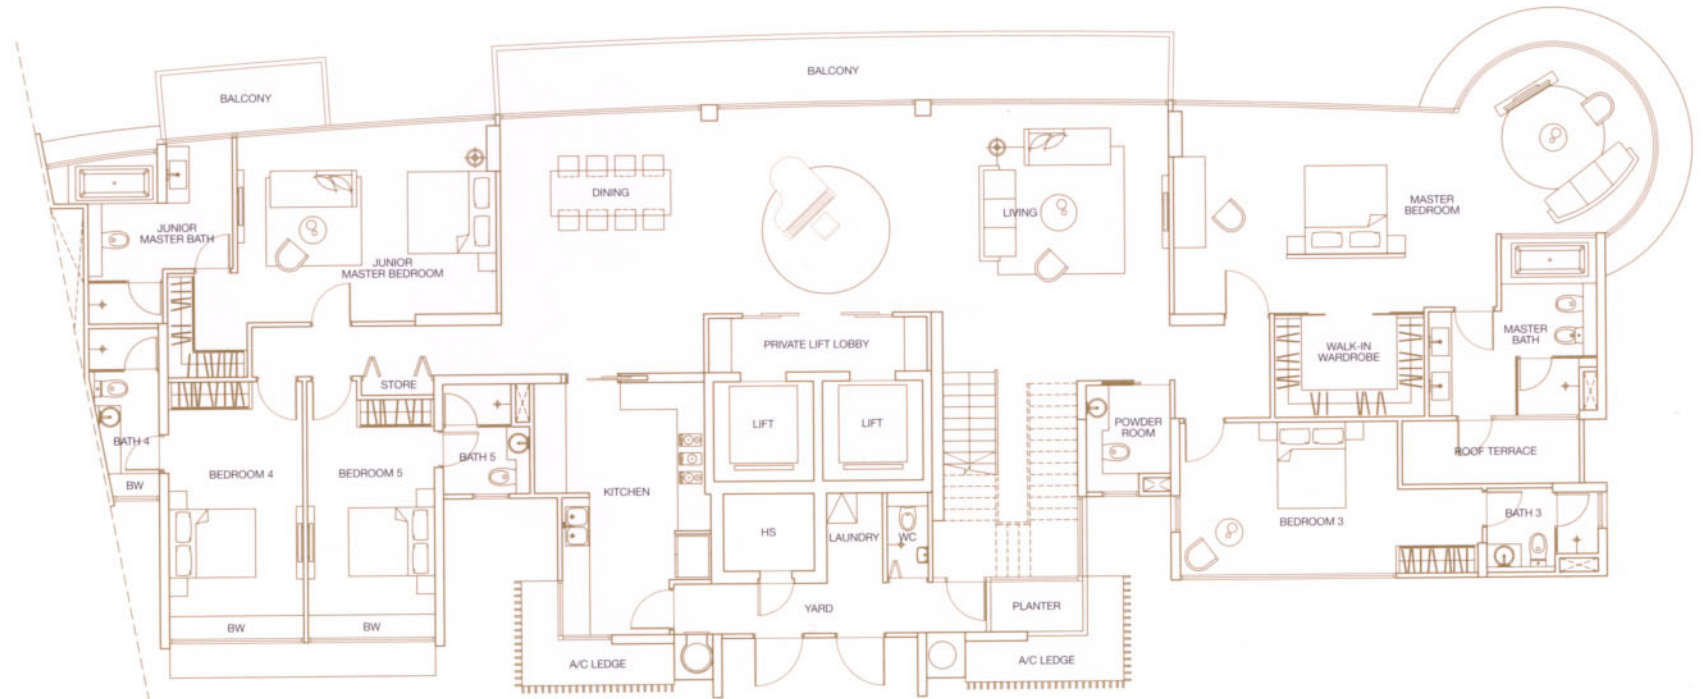 BALCONY
BALCONY
DINING
LIVING
MASTER
BEDROOM
JUNIOR
MASTER BATH
JUNIOR
MASTER BEDROOM
PRIVATE LIFT LOBBY
WALK-IN
WARDROBE
MASTER
BATH
STORE
LIFT
LIFT
POWDER
ROOM
BATH 4
BATH 5
ROOF TERRACE
BEDROOM 4
BEDROOM 5
BW
KITCHEN
BEDROOM 3
BATH 3
HS
LAUNDRY
WC
YARD
PLANTER
BW
BW
A/C LEDGE
A/C LEDGE